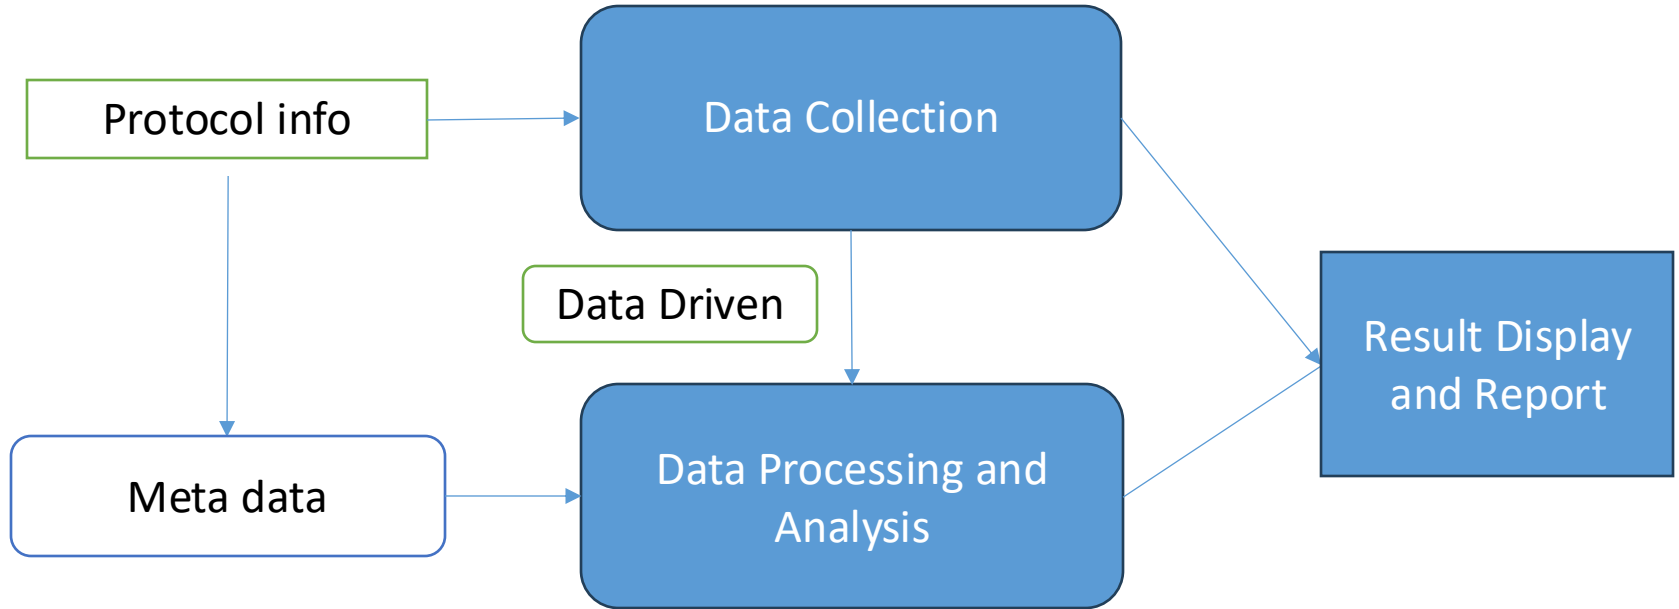 Protocol info
Data Collection
Data Driven
Result Display
and Report
Meta data
Data Processing and
Analysis